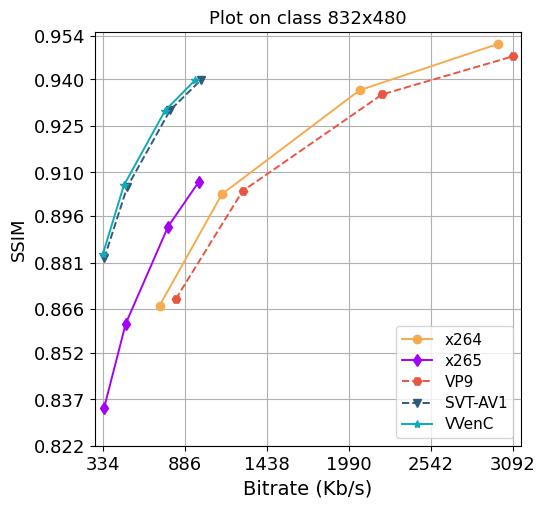 Plot on class 832x480
0.954
0.940
0.925
0.910
0.896
0.881
0.866
0.852
0.837
0.822
SSIM
x264
x265
VP9
SVT-AV1
VVenC
334 886 1438 1990 2542 3092
Bitrate (Kb/s)